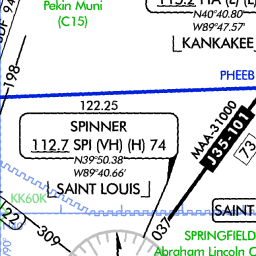 Pekin Muni
(C15)
N40°40.80
W89°47.57
KANKAKEE
198
PHEEB
122.25
SPINNER
112.7 SPI (VH) (H) 74
N39°50.38
W89°40.66
SAINT LOUIS
MAA-31000
J35-101
73
KK60K
309
037
SAINT
SPRINGFIELD
Abraham Lincoln C